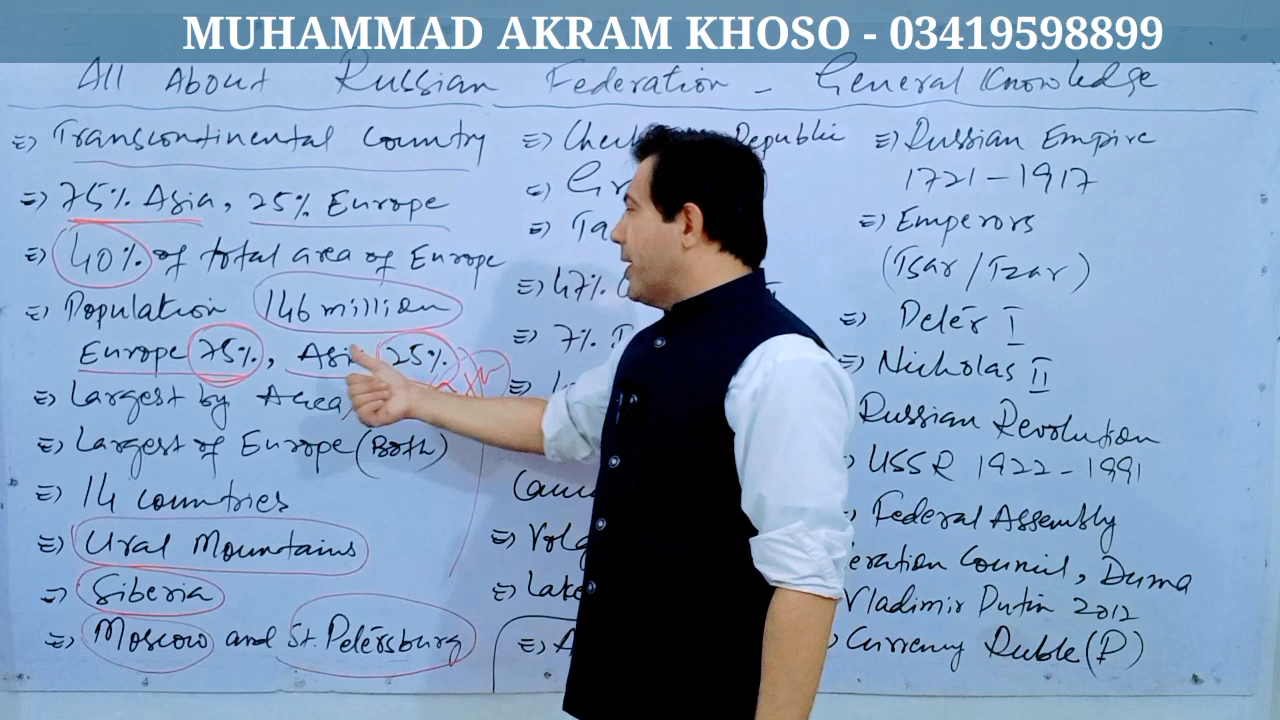 MUHAMMAD AKRAM KHOSO - 03419598899
All About Russian Federation - General Knowledge
=> Transcontinental Country
=> 75% Asia, 25% Europe
=> 40% of total area of Europe
=> Population 146 million
Europe 75%, Asia 25%
=> Largest by Area,
=> Largest of Europe (Both)
=> 14 countries
=> Ural Mountains
=> Siberia
=> Moscow and St. Petersburg
=> Republic
=>
=>
=> 47%
=> 7%
=>
=>
=>
=>
=> Russian Empire
1721-1917
=> Emperors
(Tsar / Tzar)
=> Peter I
=> Nicholas II
Russian Revolution
USSR 1922-1991
Federal Assembly
Council, Duma
Vladimir Putin 2012
Currency Ruble (₽)